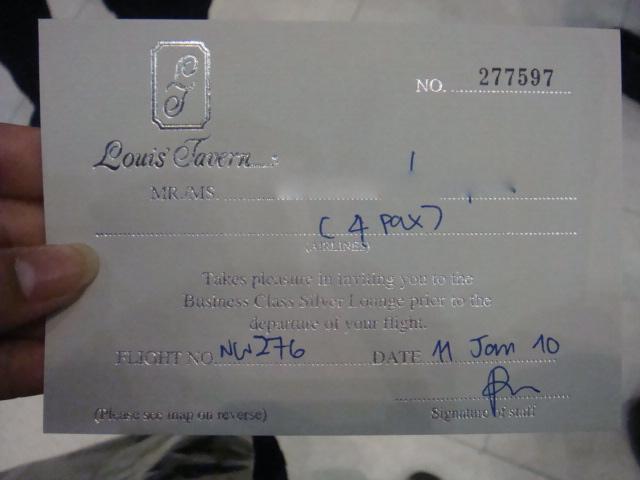 LT
NO. 277597
Louis' Tavern
MR./MS.
(4 pax)
(AIRLINES)
Takes pleasure in inviting you to the
Business Class Silver Lounge prior to the
departure of your flight.
FLIGHT NO. NW276 DATE 11 Jan 10
(Please see map on reverse) Signature of staff